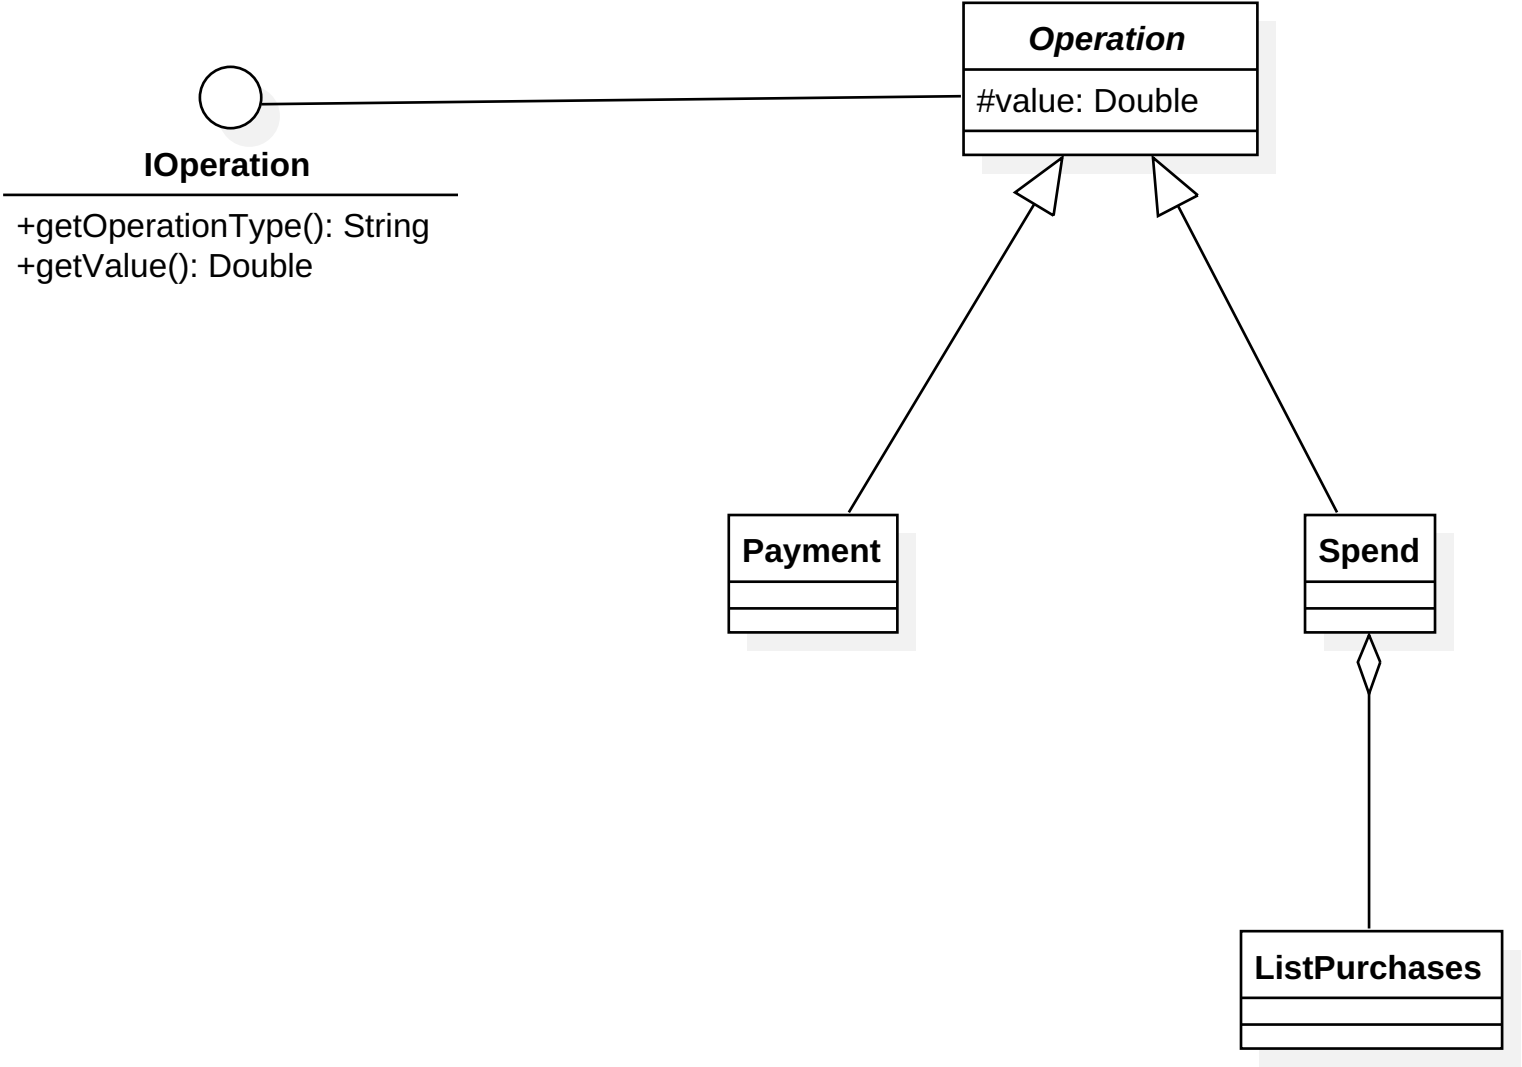 Operation
#value: Double
IOperation
+getOperationType(): String
+getValue(): Double
Payment
Spend
ListPurchases